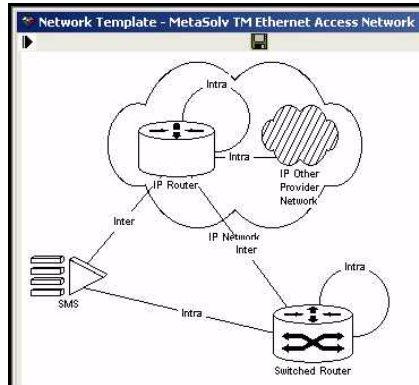 Network Template - MetaSolv TM Ethernet Access Network
Intra
Intra
IP Router
IP Other
Provider
Network
Inter
IP Network
Inter
SMS
Intra
Intra
Switched Router